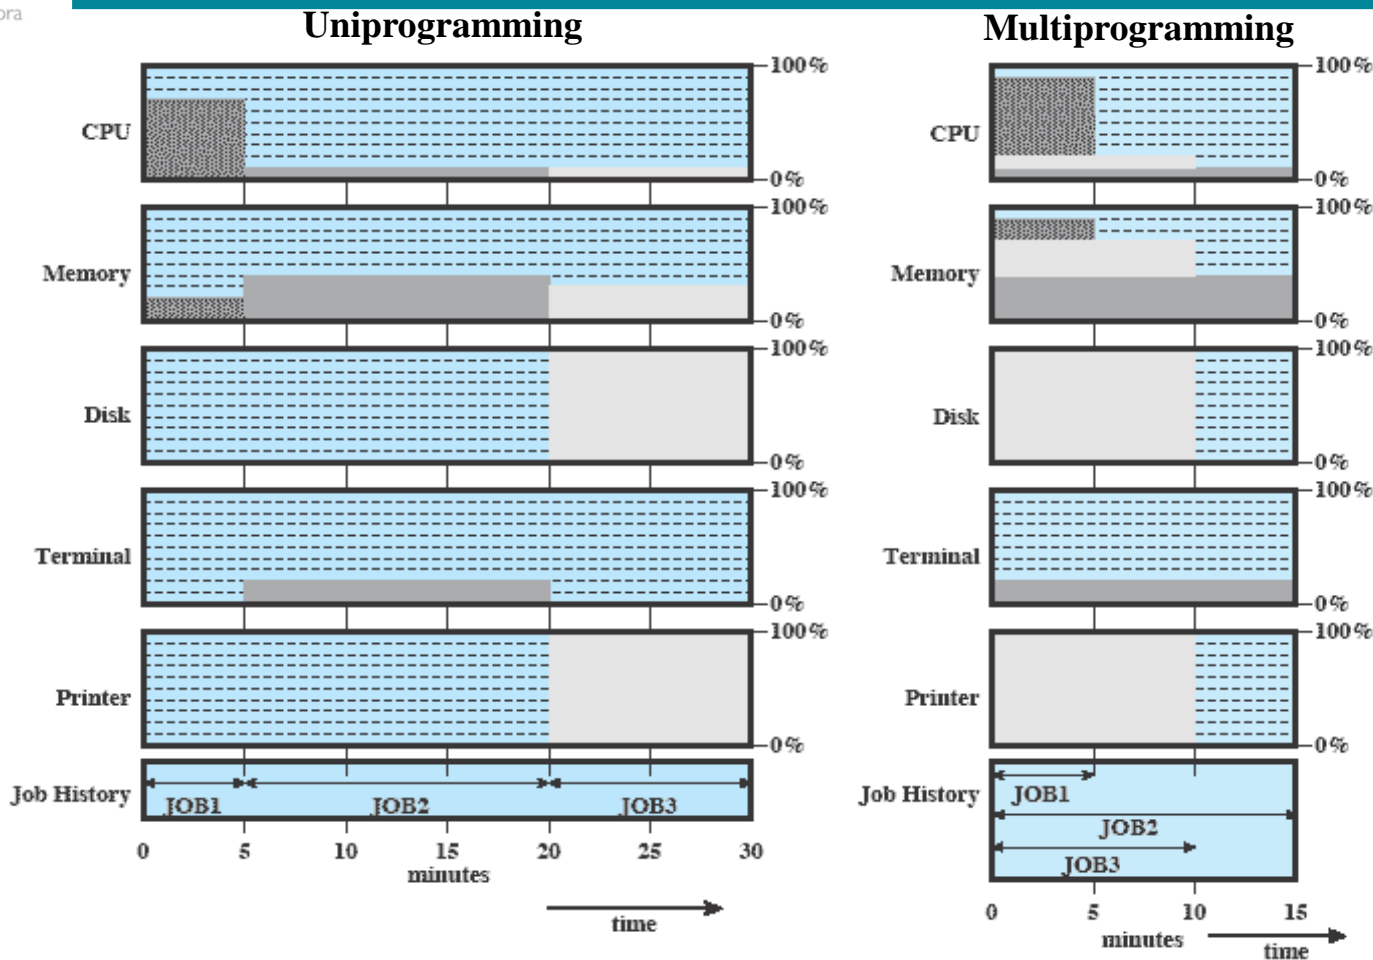 ora
Uniprogramming
100%
CPU
0%
100%
Memory
0%
100%
Disk
0%
100%
Terminal
0%
100%
Printer
0%
Job History
JOB1 JOB2 JOB3
0 5 10 15 20 25 30
minutes
time
Multiprogramming
100%
CPU
0%
100%
Memory
0%
100%
Disk
0%
100%
Terminal
0%
100%
Printer
0%
Job History
JOB1
JOB2
JOB3
0 5 10 15
minutes
time